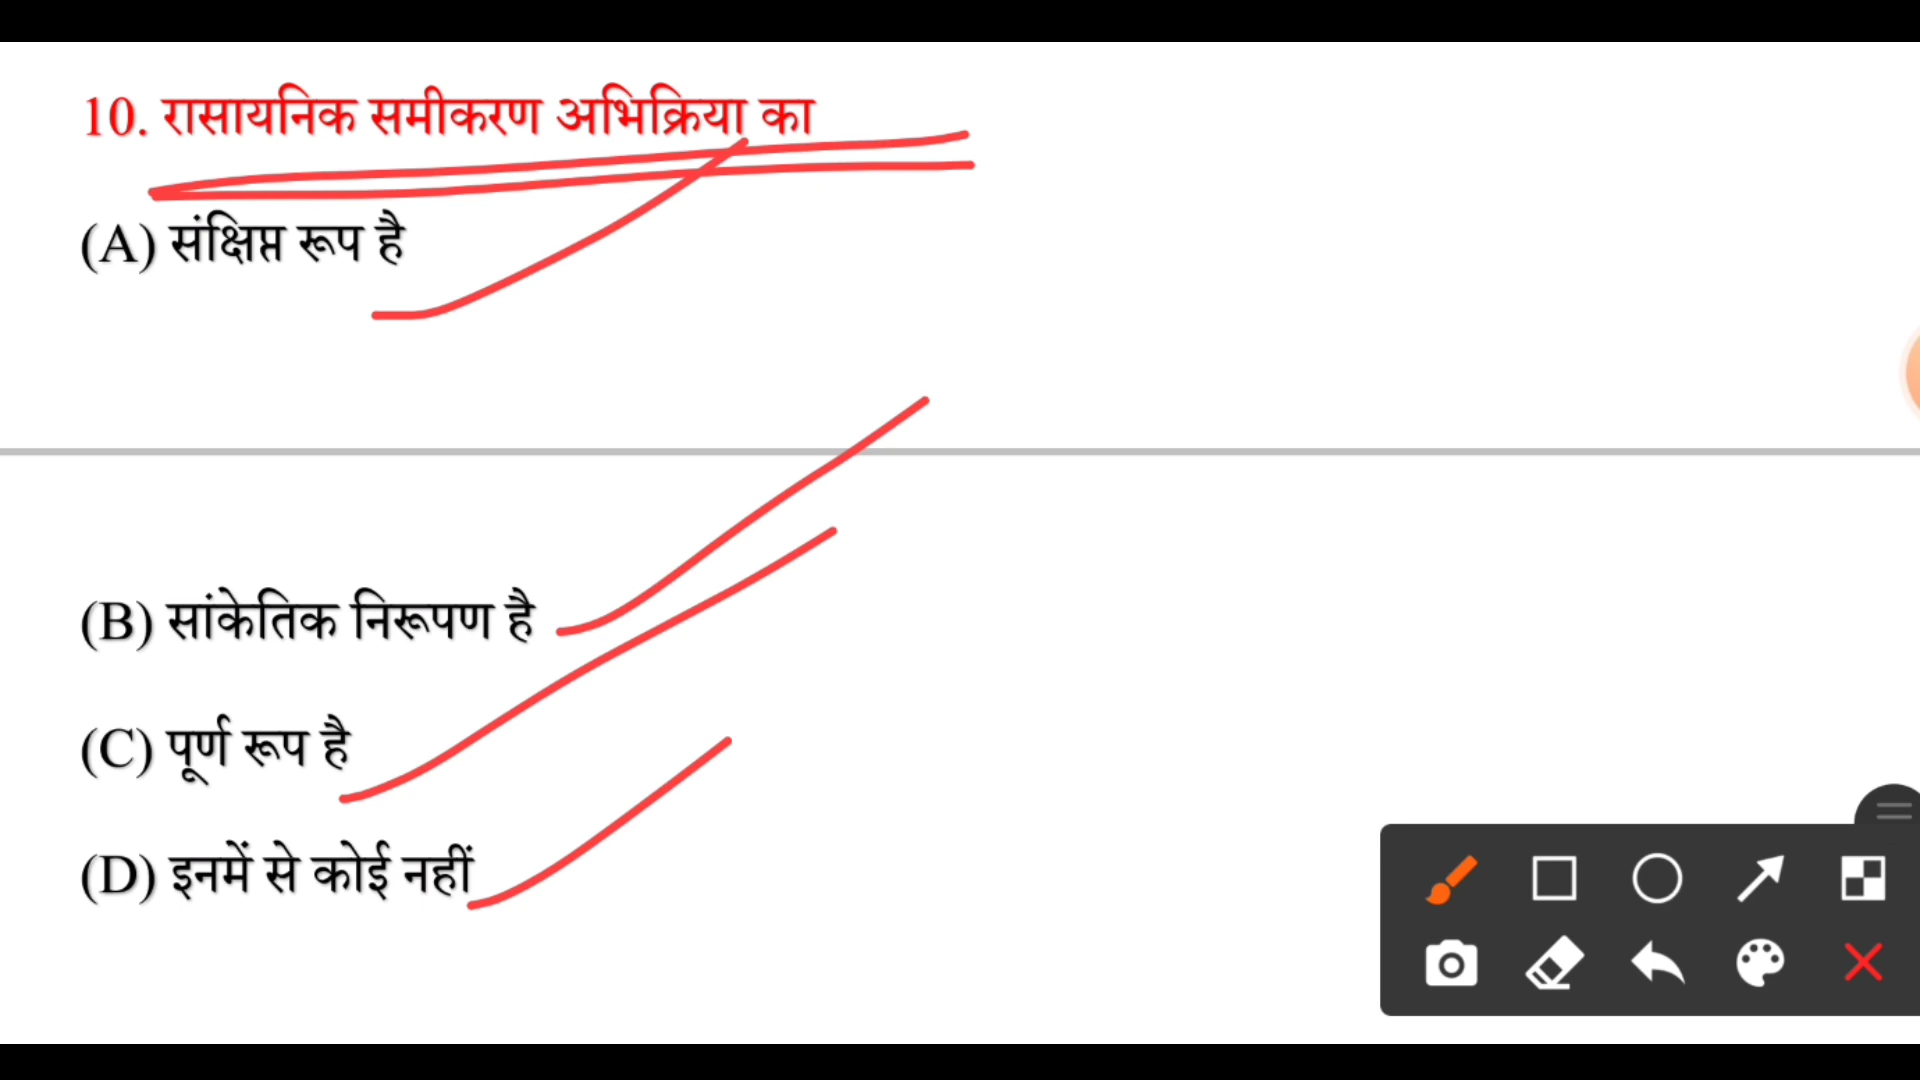 10. रासायनिक समीकरण अभिक्रिया का
(A) संक्षिप्त रूप है
(B) सांकेतिक निरूपण है
(C) पूर्ण रूप है
(D) इनमें से कोई नहीं